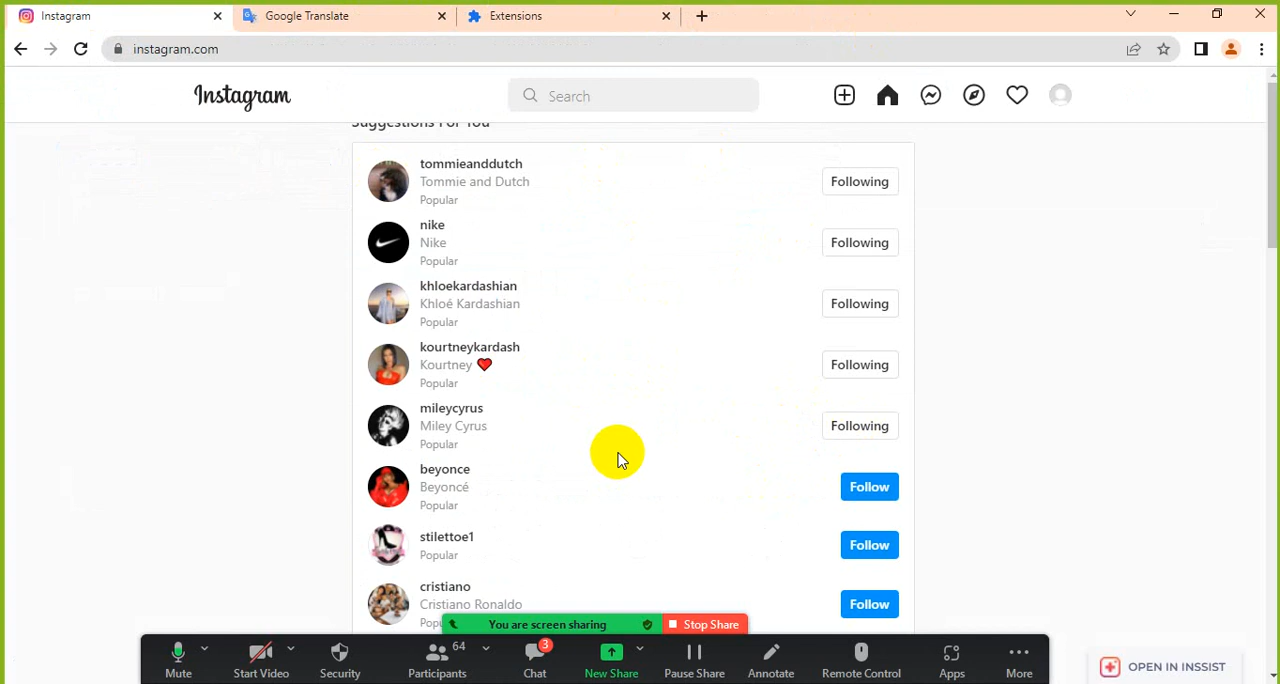 Instagram
Google Translate
Extensions
instagram.com
Instagram
Search
Suggestions For You
tommieanddutch
Tommie and Dutch
Popular
Following
nike
Nike
Popular
Following
khloekardashian
Khloé Kardashian
Popular
Following
kourtneykardash
Kourtney ❤️
Popular
Following
mileycyrus
Miley Cyrus
Popular
Following
beyonce
Beyoncé
Popular
Follow
stilettoe1
Popular
Follow
cristiano
Cristiano Ronaldo
Follow
You are screen sharing
Stop Share
Mute
Start Video
Security
64
Participants
3
Chat
New Share
Pause Share
Annotate
Remote Control
Apps
More
OPEN IN INSSIST